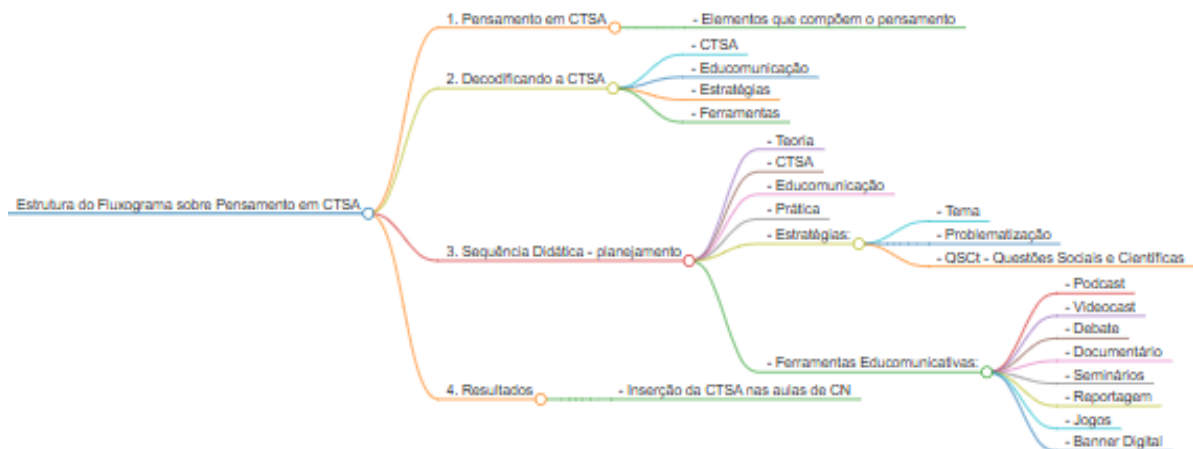 Estrutura do Fluxograma sobre Pensamento em CTSA
1. Pensamento em CTSA
- Elementos que compõem o pensamento
2. Decodificando a CTSA
- CTSA
- Educomunicação
- Estratégias
- Ferramentas
3. Sequência Didática - planejamento
- Teoria
- CTSA
- Educomunicação
- Prática
- Estratégias:
- Tema
- Problematização
- QSCt - Questões Sociais e Científicas
- Ferramentas Educomunicativas:
- Podcast
- Videocast
- Debate
- Documentário
- Seminários
- Reportagem
- Jogos
- Banner Digital
4. Resultados
- Inserção da CTSA nas aulas de CN